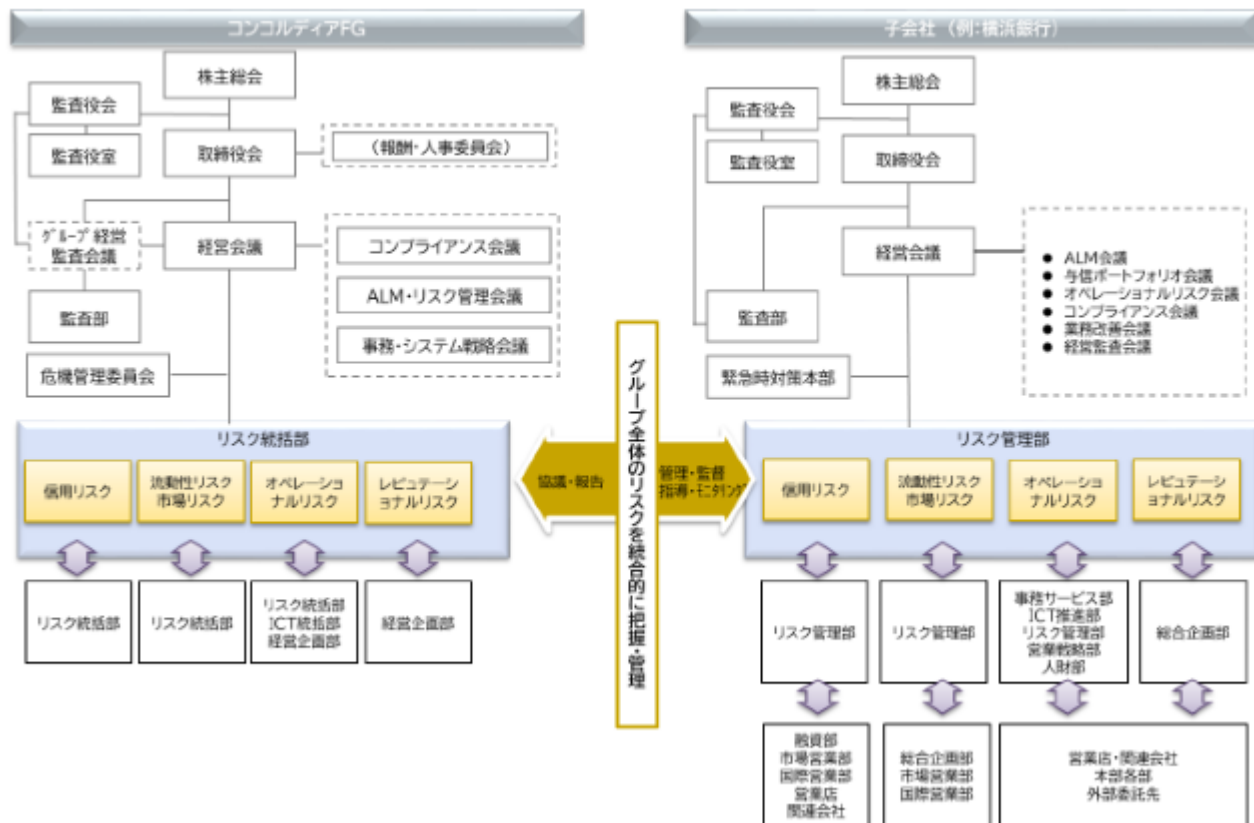 コンコルディアFG
株主総会
監査役会
監査役室
取締役会
(報酬・人事委員会)
グループ経営
監査会議
経営会議
コンプライアンス会議
ALM・リスク管理会議
事務・システム戦略会議
監査部
危機管理委員会
リスク統括部
信用リスク
流動性リスク
市場リスク
オペレーショ
ナルリスク
レピュテーシ
ョナルリスク
リスク統括部
リスク統括部
リスク統括部
ICT統括部
経営企画部
経営企画部
協議・報告
グループ全体のリスクを統合的に把握・管理
管理・監督
指導・モニタリング
子会社 (例:横浜銀行)
株主総会
監査役会
監査役室
取締役会
経営会議
● ALM会議
● 与信ポートフォリオ会議
● オペレーショナルリスク会議
● コンプライアンス会議
● 業務改善会議
● 経営監査会議
監査部
緊急時対策本部
リスク管理部
信用リスク
流動性リスク
市場リスク
オペレーショ
ナルリスク
レピュテーシ
ョナルリスク
リスク管理部
リスク管理部
事務サービス部
ICT推進部
リスク管理部
営業戦略部
人財部
総合企画部
融資部
市場営業部
国際営業部
営業店
関連会社
総合企画部
市場営業部
国際営業部
営業店・関連会社
本部各部
外部委託先